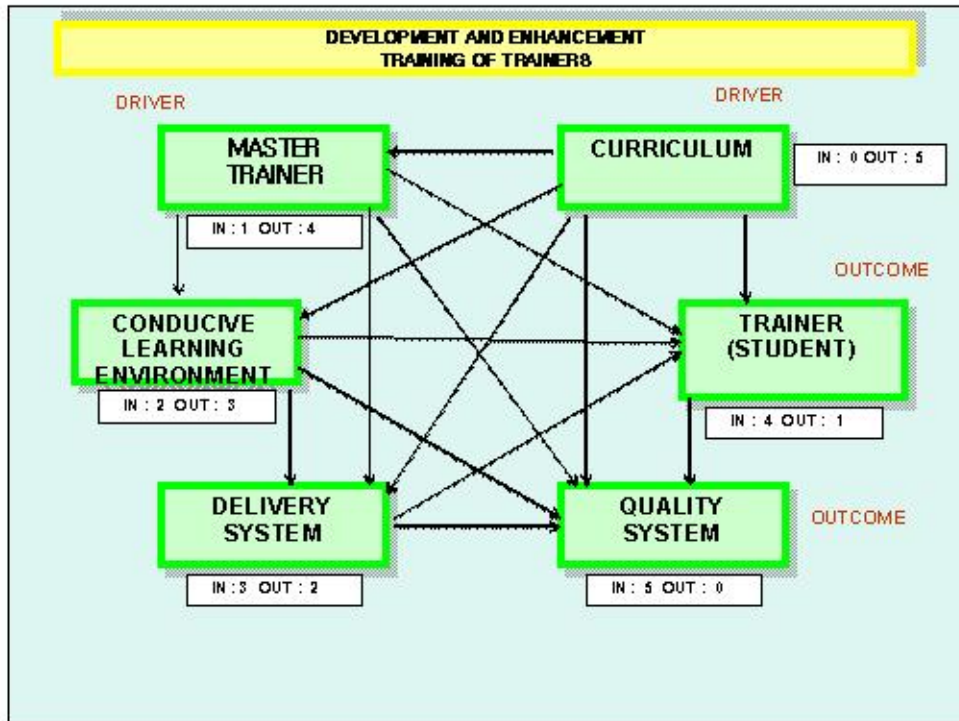 DEVELOPMENT AND ENHANCEMENT
TRAINING OF TRAINERS
DRIVER
DRIVER
MASTER
TRAINER
CURRICULUM
IN : 0 OUT : 5
IN : 1 OUT : 4
OUTCOME
CONDUCIVE
LEARNING
ENVIRONMENT
TRAINER
(STUDENT)
IN : 2 OUT : 3
IN : 4 OUT : 1
DELIVERY
SYSTEM
QUALITY
SYSTEM
OUTCOME
IN :3 OUT : 2
IN : 5 OUT : 0